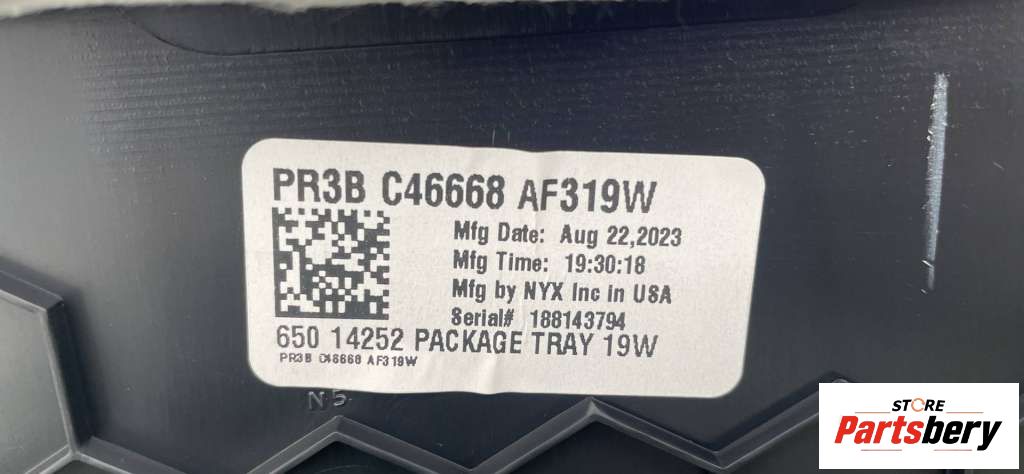 PR3B C46668 AF319W
Mfg Date: Aug 22,2023
Mfg Time: 19:30:18
Mfg by NYX Inc in USA
Serial# 188143794
650 14252 PACKAGE TRAY 19W
PR3B C46668 AF319W
N5
STORE
Partsbery